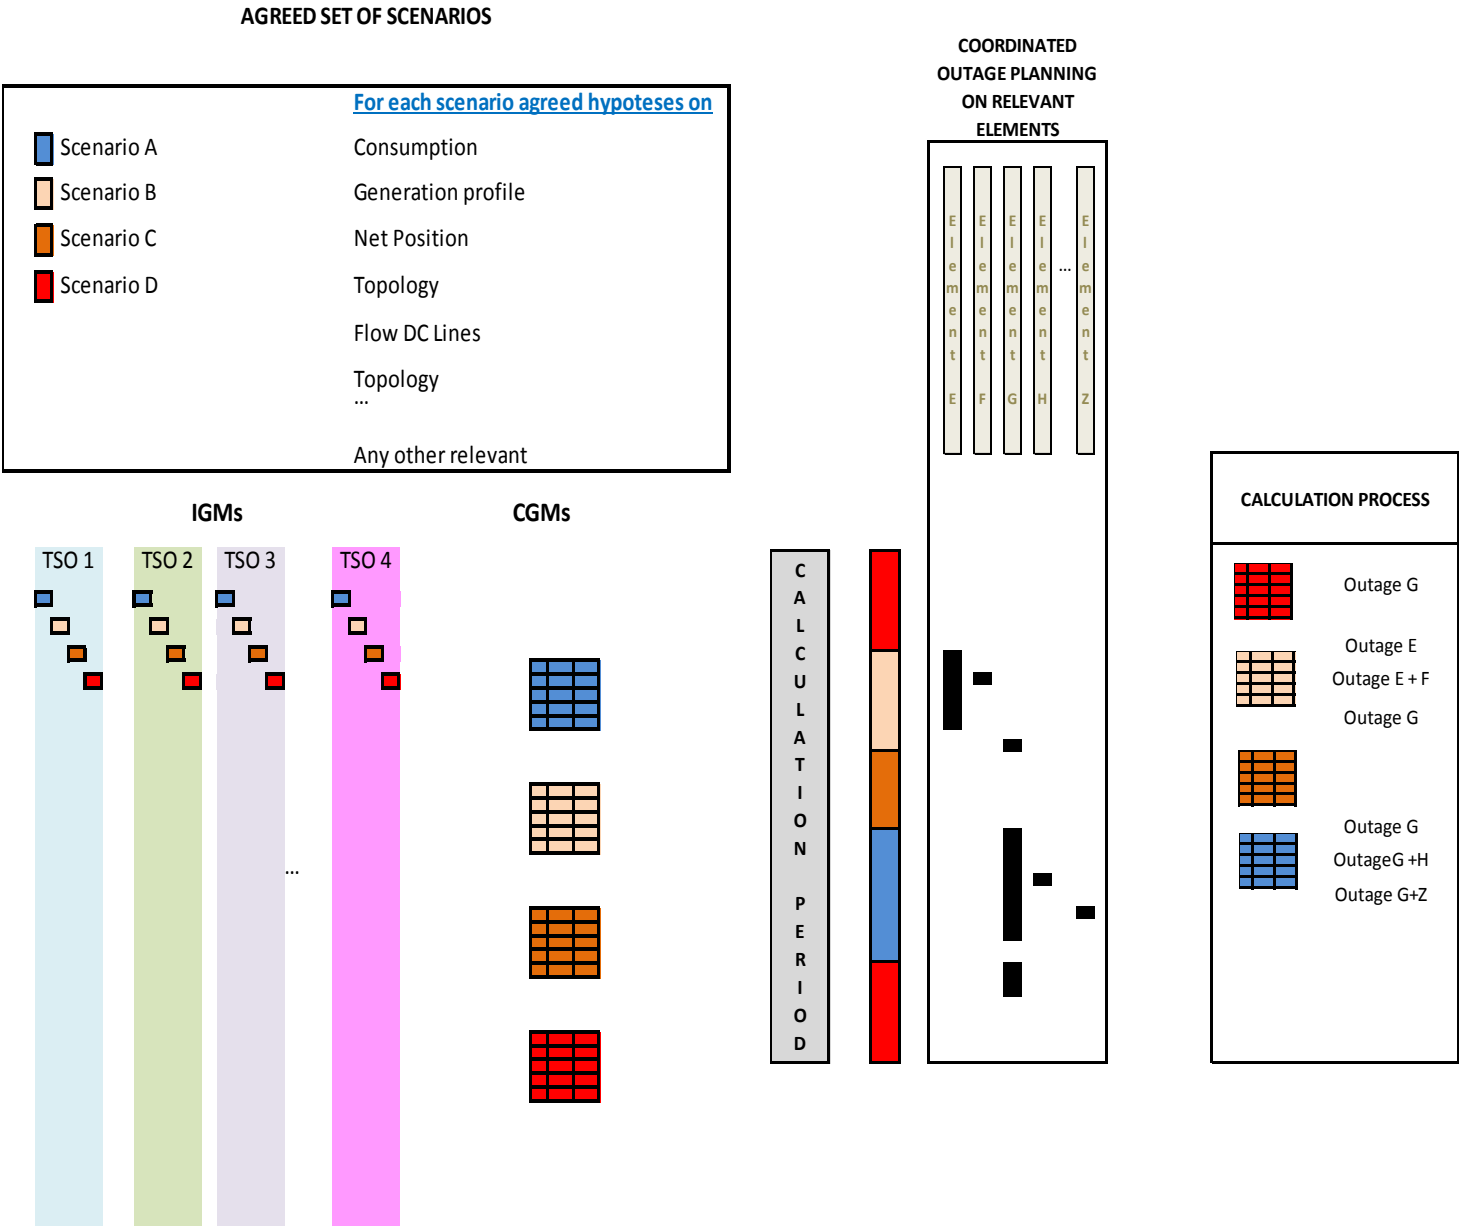 AGREED SET OF SCENARIOS
For each scenario agreed hypoteses on
Scenario A
Consumption
Scenario B
Generation profile
Scenario C
Net Position
Scenario D
Topology
Flow DC Lines
Topology
...
Any other relevant
IGMs
CGMs
TSO 1
TSO 2
TSO 3
TSO 4
...
CALCULATION PERIOD
COORDINATED
OUTAGE PLANNING
ON RELEVANT
ELEMENTS
Element E
Element F
Element G
Element H
...
Element Z
CALCULATION PROCESS
Outage G
Outage E
Outage E + F
Outage G
Outage G
OutageG +H
Outage G+Z